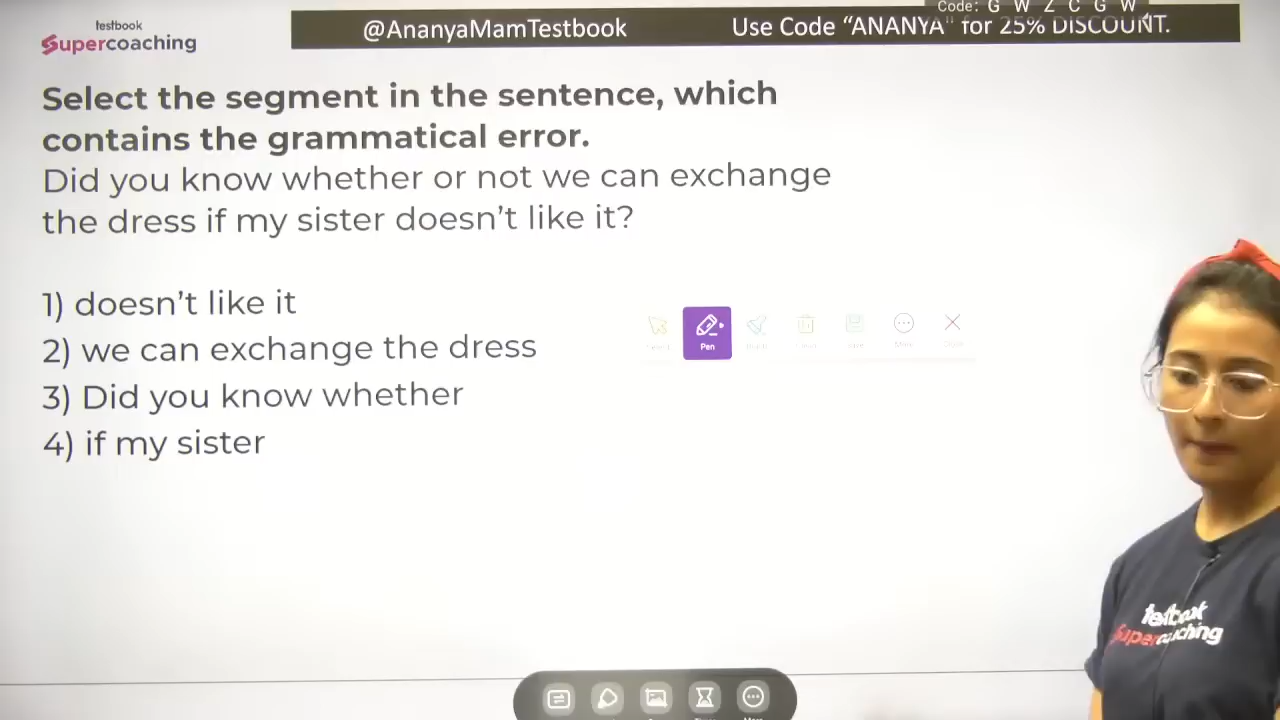 Code: G W Z C G W
testbook
Supercoaching
@AnanyaMamTestbook
Use Code “ANANYA” for 25% DISCOUNT.
Select the segment in the sentence, which
contains the grammatical error.
Did you know whether or not we can exchange
the dress if my sister doesn’t like it?
1) doesn’t like it
2) we can exchange the dress
3) Did you know whether
4) if my sister
Pen
testbook
Supercoaching